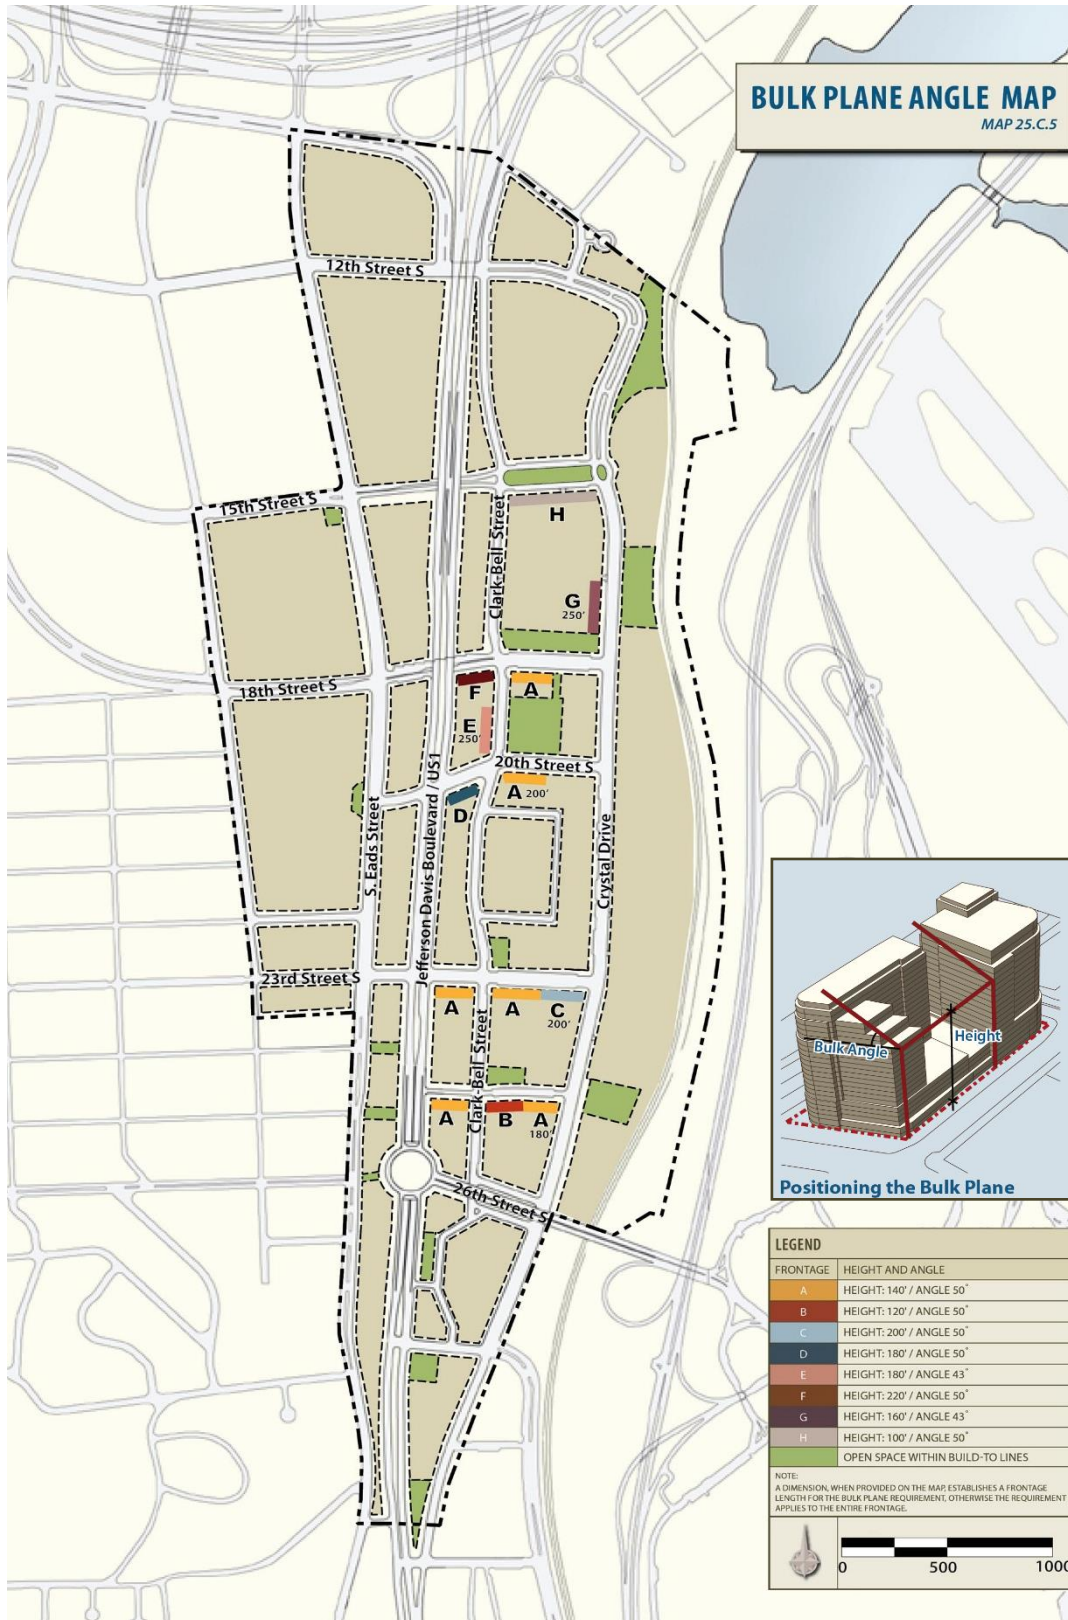 BULK PLANE ANGLE MAP
MAP 25.C.5
12th Street S
15th Street S
Clark-Bell Street
H
G
250'
18th Street S
F
A
E
250'
20th Street S
A 200'
D
S. Eads Street
Jefferson Davis Boulevard / US1
Crystal Drive
23rd Street S
A
A
C
200'
Clark-Bell Street
A
B
A
180'
26th Street S
Bulk Angle
Height
Positioning the Bulk Plane
LEGEND
FRONTAGE HEIGHT AND ANGLE
A HEIGHT: 140' / ANGLE 50°
B HEIGHT: 120' / ANGLE 50°
C HEIGHT: 200' / ANGLE 50°
D HEIGHT: 180' / ANGLE 50°
E HEIGHT: 180' / ANGLE 43°
F HEIGHT: 220' / ANGLE 50°
G HEIGHT: 160' / ANGLE 43°
H HEIGHT: 100' / ANGLE 50°
OPEN SPACE WITHIN BUILD-TO LINES
NOTE:
A DIMENSION, WHEN PROVIDED ON THE MAP, ESTABLISHES A FRONTAGE
LENGTH FOR THE BULK PLANE REQUIREMENT, OTHERWISE THE REQUIREMENT
APPLIES TO THE ENTIRE FRONTAGE.
0 500 1000